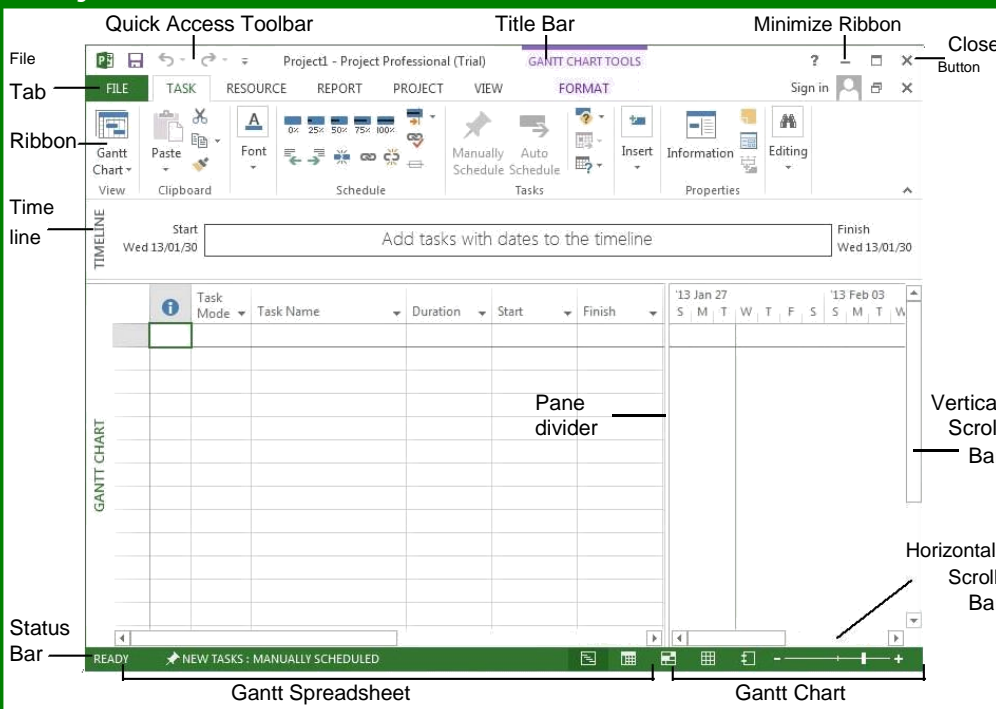 Quick Access Toolbar Title Bar Minimize Ribbon
Close
Button
File
Tab
Project1 - Project Professional (Trial) GANTT CHART TOOLS ?
FILE TASK RESOURCE REPORT PROJECT VIEW FORMAT Sign in
Ribbon
0% 25% 50% 75% 100%
Gantt Chart
Paste
Font
Manually Schedule
Auto Schedule
Insert
Information
Editing
View Clipboard Schedule Tasks Properties
Time
line
TIMELINE
Start
Wed 13/01/30
Add tasks with dates to the timeline
Finish
Wed 13/01/30
Task
Mode Task Name Duration Start Finish
'13 Jan 27 '13 Feb 03
S M T W T F S S M T W
GANTT CHART
Pane
divider
Vertica
Scrol
Ba
Horizontal
Scroll
Ba
Status
Bar
READY NEW TASKS : MANUALLY SCHEDULED - +
Gantt Spreadsheet Gantt Chart